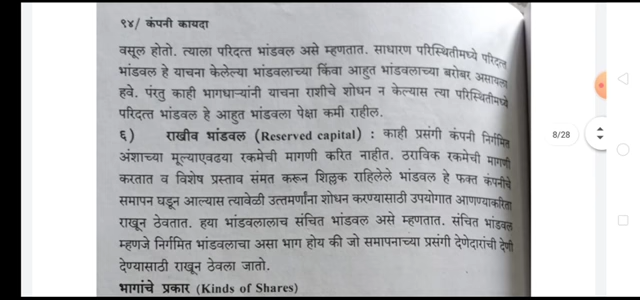 ९४/ कंपनी कायदा
वसूल होतो. त्याला परिदत्त भांडवल असे म्हणतात. साधारण परिस्थितीमध्ये परिदत्त
भांडवल हे याचना केलेल्या भांडवलाच्या किंवा आहुत भांडवलाच्या बरोबर असायला
हवे. पंरतु काही भागधाऱ्यांनी याचना राशीचे शोधन न केल्यास त्या परिस्थितीमध्ये
परिदत्त भांडवल हे आहुत भांडवला पेक्षा कमी राहील.
६) राखीव भांडवल (Reserved capital) : काही प्रसंगी कंपनी निर्गमित
अंशाच्या मूल्याएवढया रकमेची मागणी करित नाहीत. ठराविक रकमेची मागणी
करतात व विशेष प्रस्ताव संमत करून शिल्लक राहिलेले भांडवल हे फक्त कंपनीचे
समापन घडून आल्यास त्यावेळी उत्तमर्णांना शोधन करण्यासाठी उपयोगात आणण्याकरिता
राखून ठेवतात. हया भांडवलालाच संचित भांडवल असे म्हणतात. संचित भांडवल
म्हणजे निर्गमित भांडवलाचा असा भाग होय की जो समापनाच्या प्रसंगी देणेदारांची देणी
देण्यासाठी राखून ठेवला जातो.
भागांचे प्रकार (Kinds of Shares)
8/28